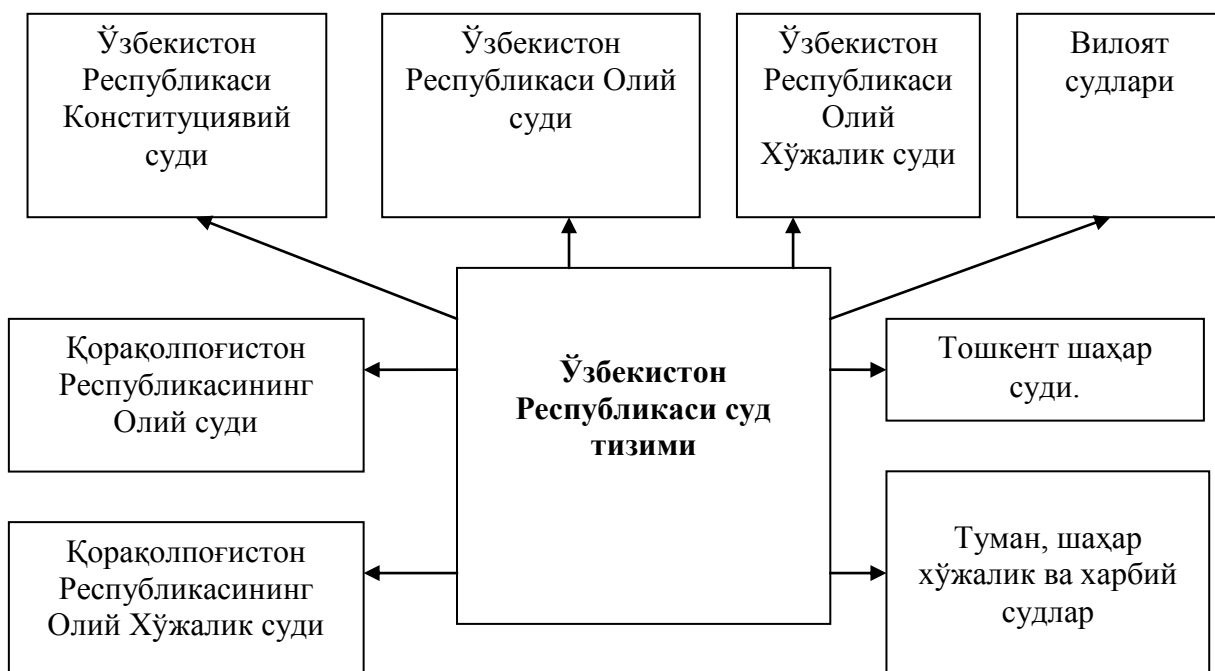 Ўзбекистон
Республикаси
Конституциявий
суди
Ўзбекистон
Республикаси Олий
суди
Ўзбекистон
Республикаси
Олий
Хўжалик суди
Вилоят
судлари
Қорақолпоғистон
Республикасининг
Олий суди
Ўзбекистон
Республикаси суд
тизими
Тошкент шаҳар
суди.
Қорақолпоғистон
Республикасининг
Олий Хўжалик суди
Туман, шаҳар
хўжалик ва харбий
судлар